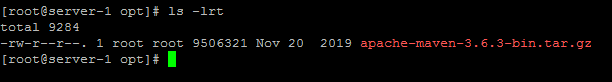 [root@server-1 opt]# ls -lrt
total 9284
-rw-r--r--. 1 root root 9506321 Nov 20  2019 apache-maven-3.6.3-bin.tar.gz
[root@server-1 opt]#